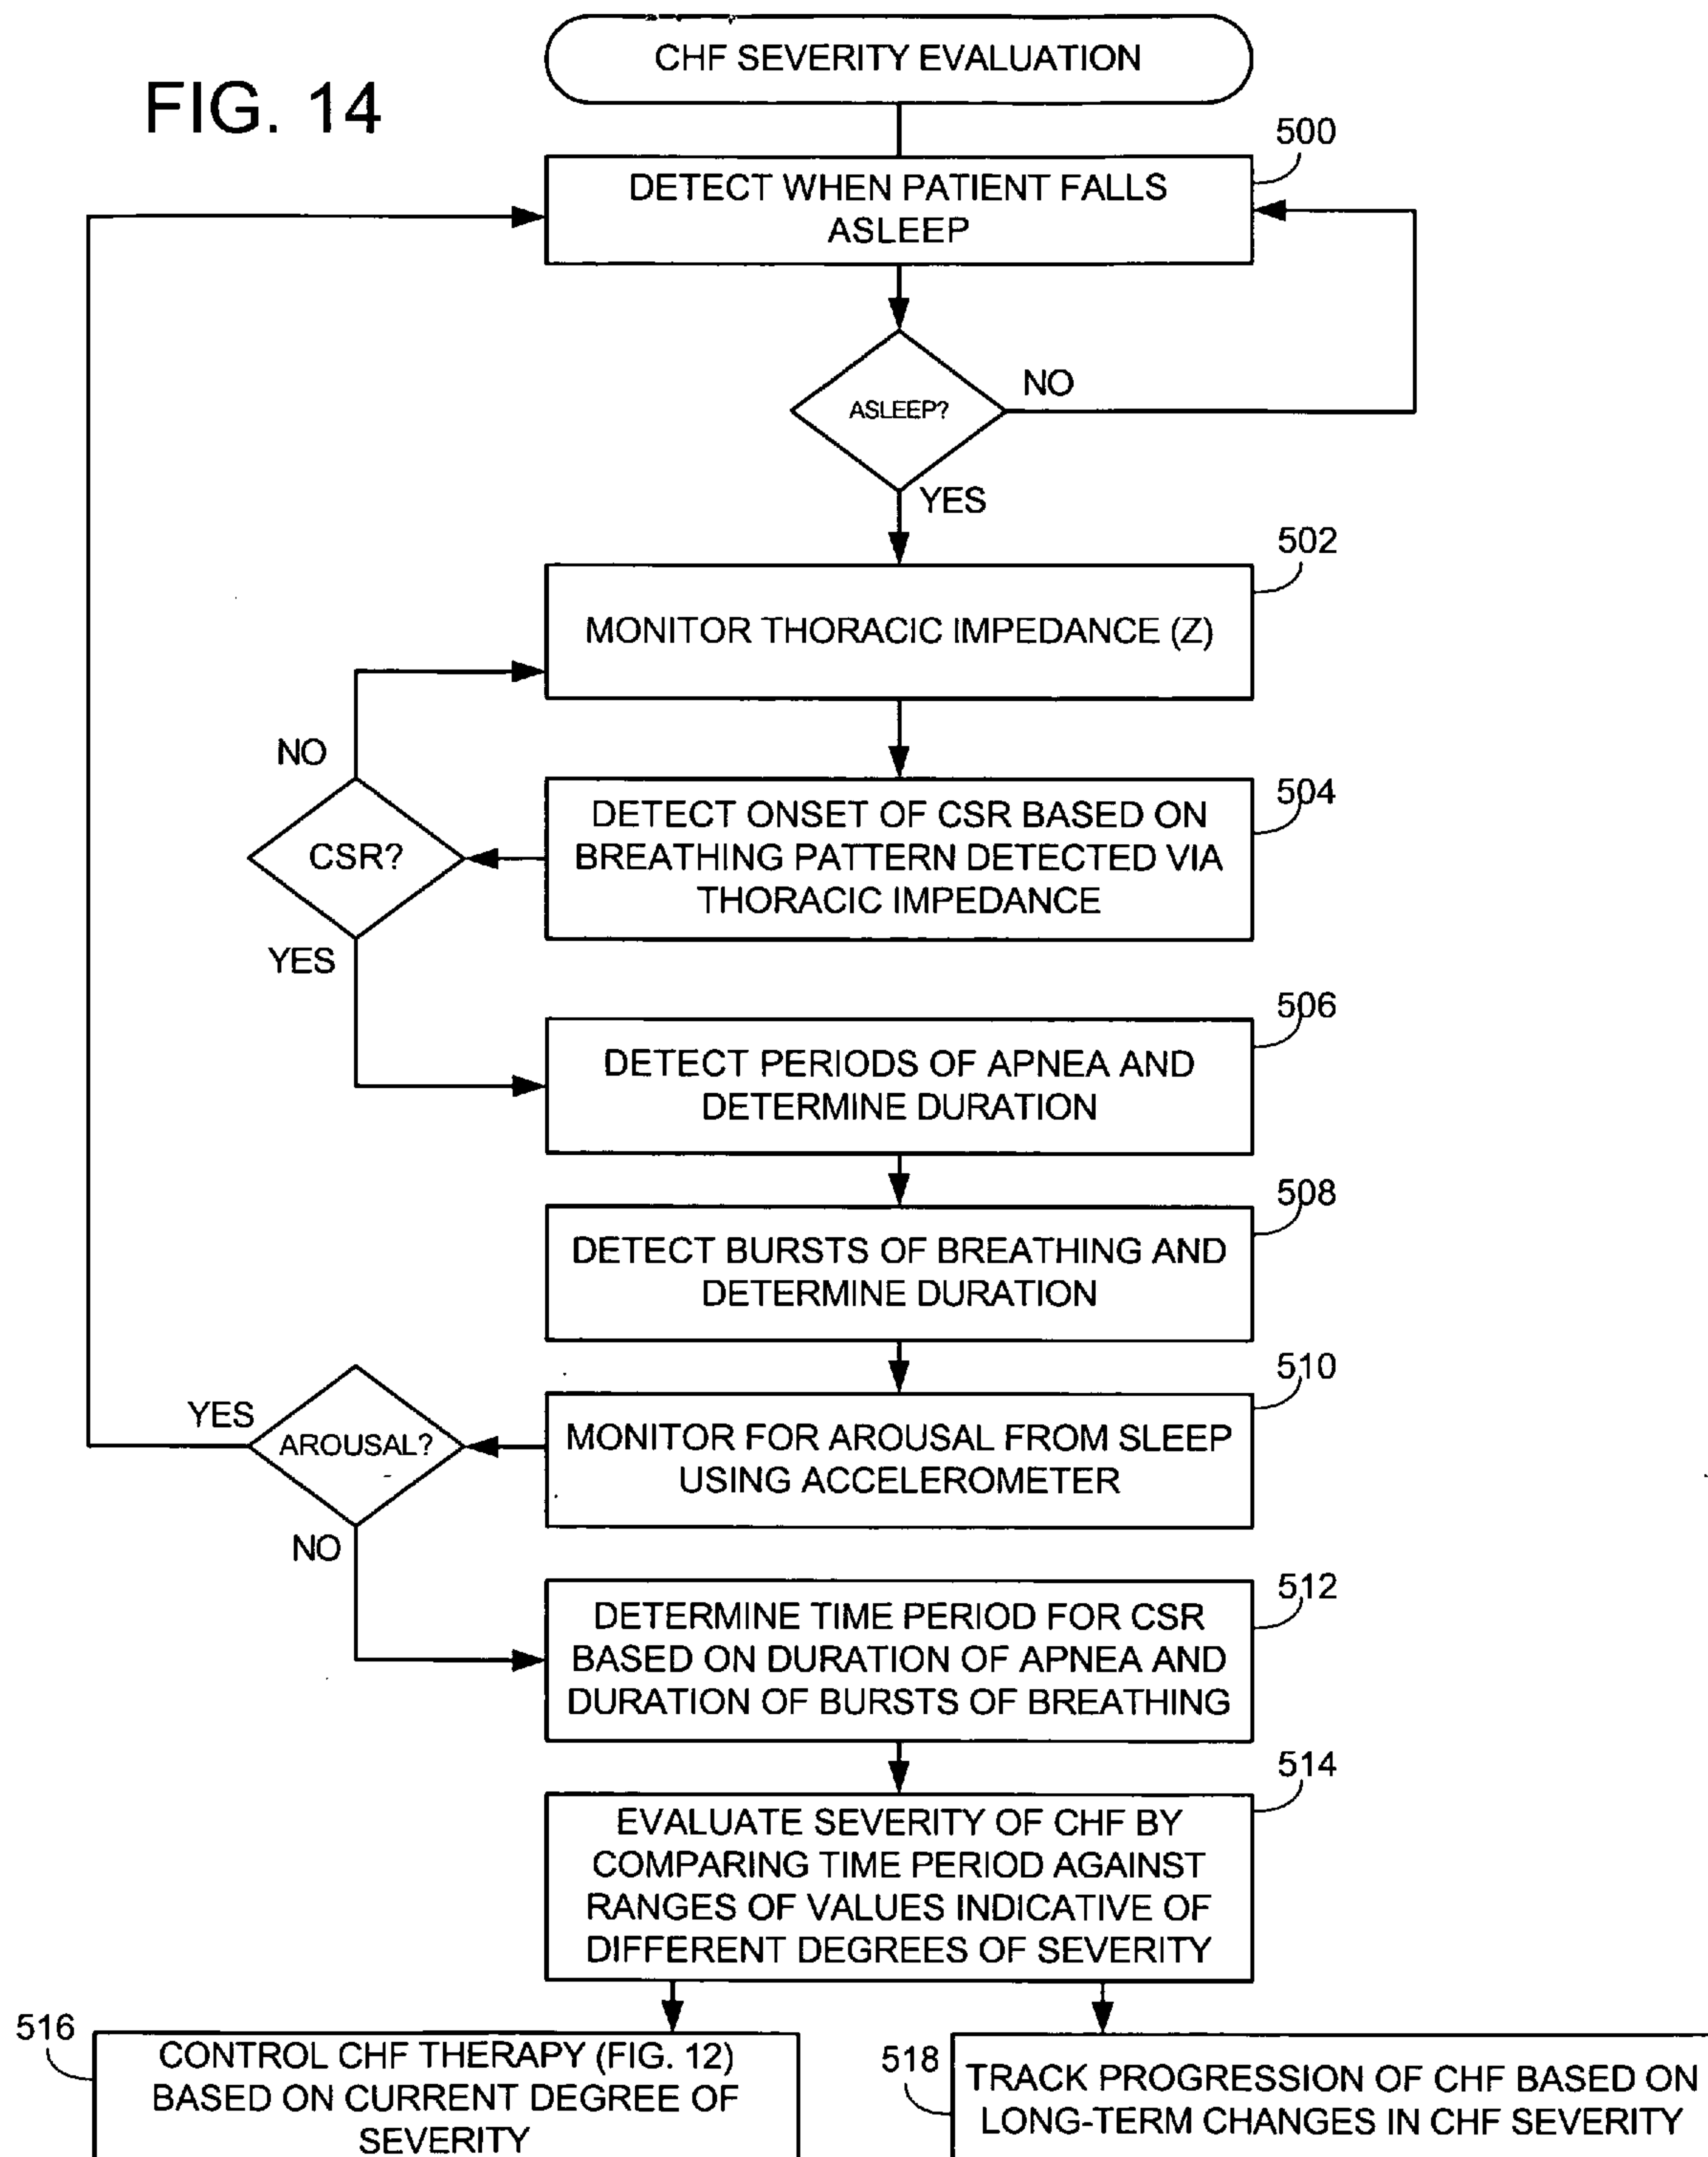 FIG. 14
CHF SEVERITY EVALUATION
500
DETECT WHEN PATIENT FALLS
ASLEEP
ASLEEP?
NO
YES
502
MONITOR THORACIC IMPEDANCE (Z)
NO
504
DETECT ONSET OF CSR BASED ON
BREATHING PATTERN DETECTED VIA
THORACIC IMPEDANCE
CSR?
YES
506
DETECT PERIODS OF APNEA AND
DETERMINE DURATION
508
DETECT BURSTS OF BREATHING AND
DETERMINE DURATION
510
MONITOR FOR AROUSAL FROM SLEEP
USING ACCELEROMETER
AROUSAL?
YES
NO
512
DETERMINE TIME PERIOD FOR CSR
BASED ON DURATION OF APNEA AND
DURATION OF BURSTS OF BREATHING
514
EVALUATE SEVERITY OF CHF BY
COMPARING TIME PERIOD AGAINST
RANGES OF VALUES INDICATIVE OF
DIFFERENT DEGREES OF SEVERITY
516
CONTROL CHF THERAPY (FIG. 12)
BASED ON CURRENT DEGREE OF
SEVERITY
518
TRACK PROGRESSION OF CHF BASED ON
LONG-TERM CHANGES IN CHF SEVERITY